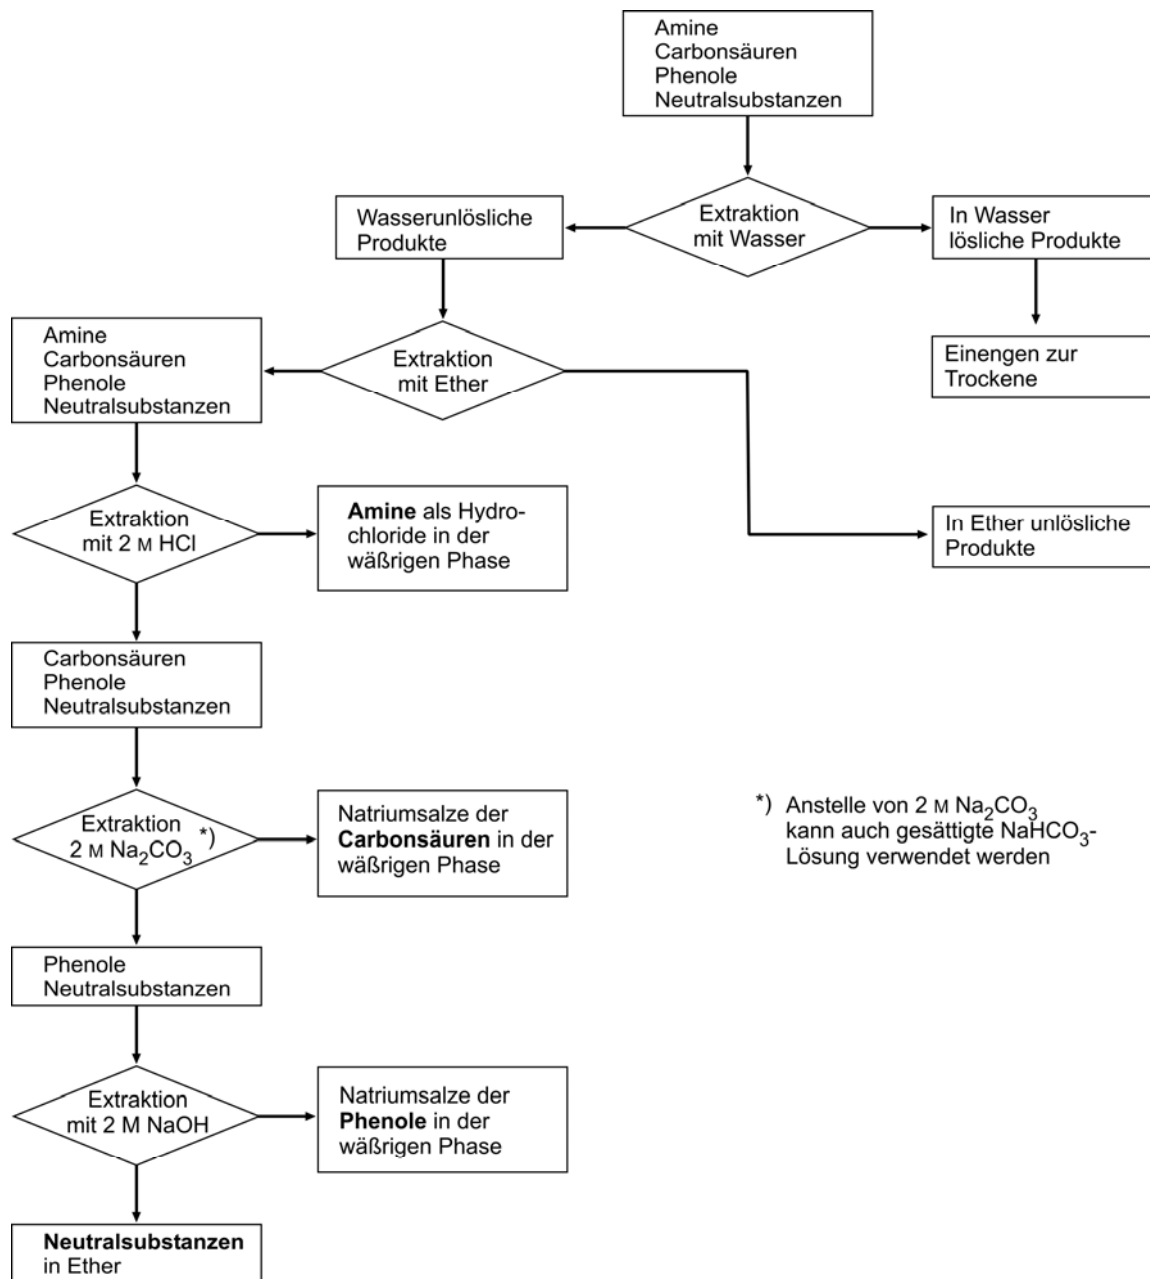 Amine
Carbonsäuren
Phenole
Neutralsubstanzen
Wasserunlösliche
Produkte
Extraktion
mit Wasser
In Wasser
lösliche Produkte
Amine
Carbonsäuren
Phenole
Neutralsubstanzen
Extraktion
mit Ether
Einengen zur
Trockene
Extraktion
mit 2 M HCl
Amine als Hydro-
chloride in der
wäßrigen Phase
In Ether unlösliche
Produkte
Carbonsäuren
Phenole
Neutralsubstanzen
Extraktion
2 M Na₂CO₃ *)
Natriumsalze der
Carbonsäuren in der
wäßrigen Phase
*) Anstelle von 2 M Na₂CO₃
kann auch gesättigte NaHCO₃-
Lösung verwendet werden
Phenole
Neutralsubstanzen
Extraktion
mit 2 M NaOH
Natriumsalze der
Phenole in der
wäßrigen Phase
Neutralsubstanzen
in Ether